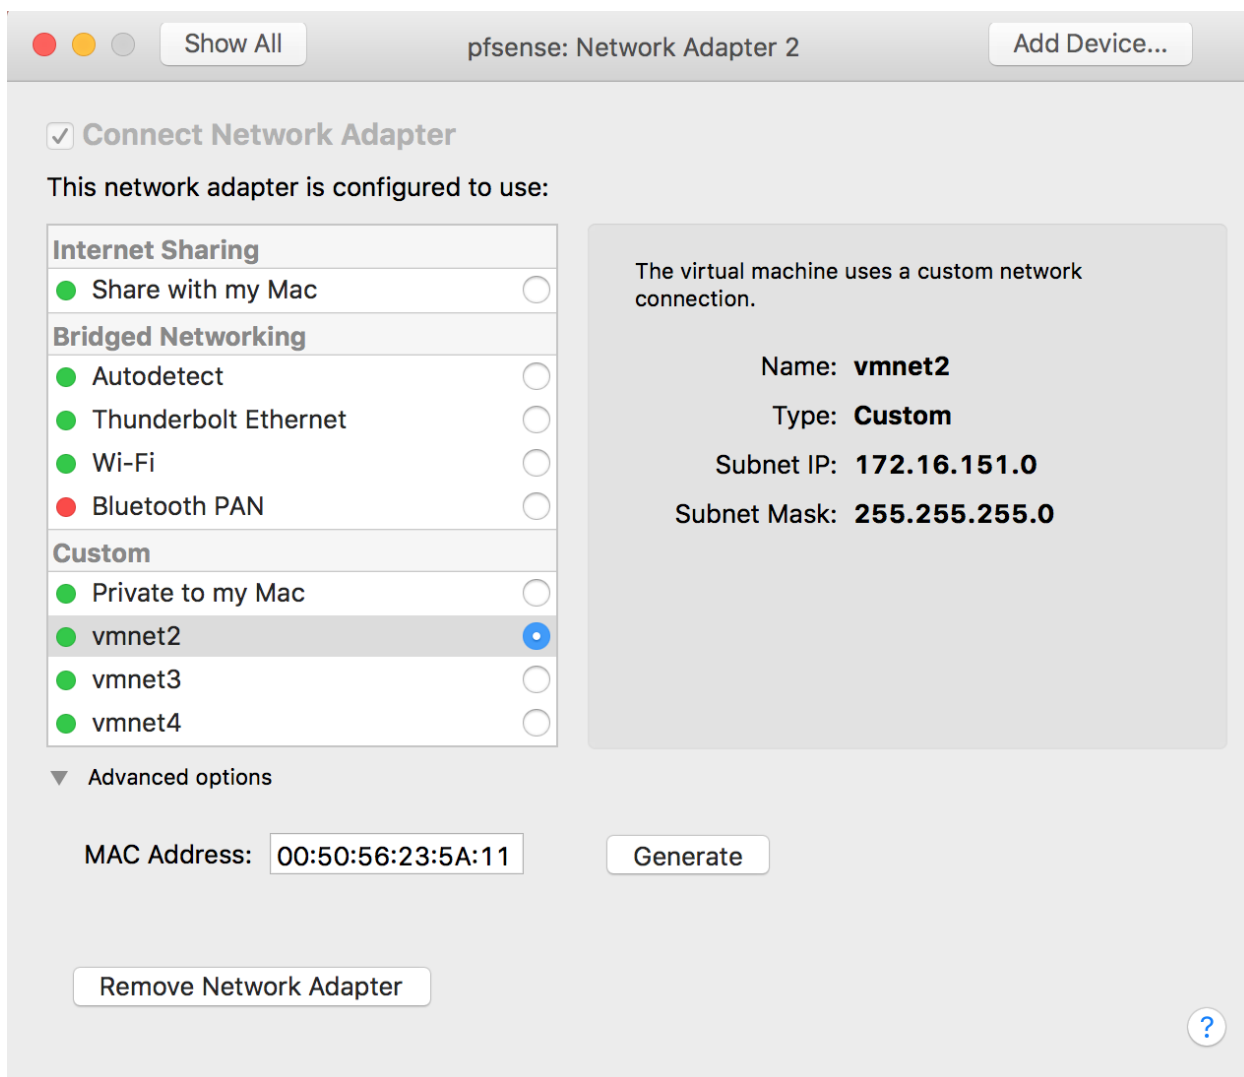 Show All
pfsense: Network Adapter 2
Add Device...
Connect Network Adapter
This network adapter is configured to use:
Internet Sharing
Share with my Mac
Bridged Networking
Autodetect
Thunderbolt Ethernet
Wi-Fi
Bluetooth PAN
Custom
Private to my Mac
vmnet2
vmnet3
vmnet4
The virtual machine uses a custom network
connection.
Name: vmnet2
Type: Custom
Subnet IP: 172.16.151.0
Subnet Mask: 255.255.255.0
Advanced options
MAC Address: 00:50:56:23:5A:11
Generate
Remove Network Adapter
?